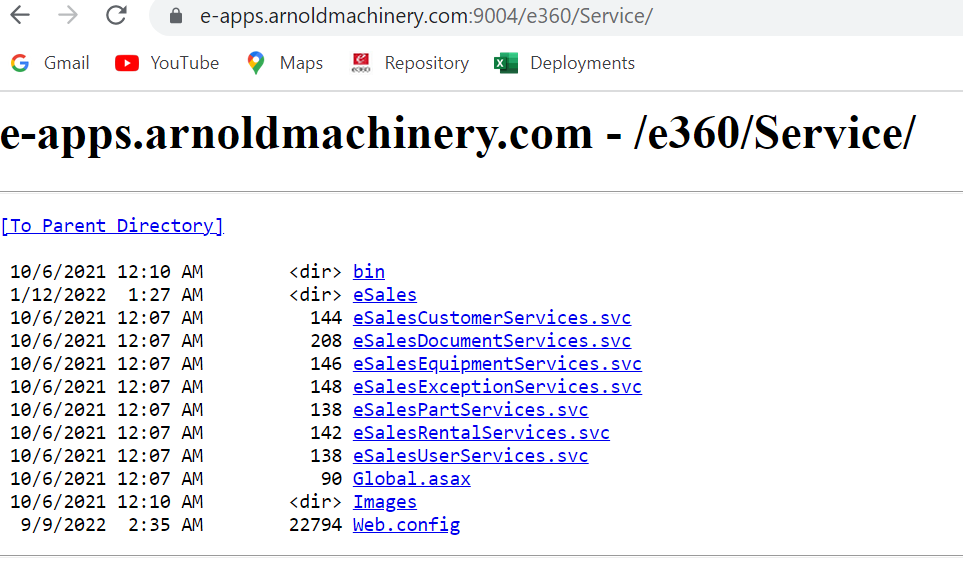 e-apps.arnoldmachinery.com:9004/e360/Service/
Gmail YouTube Maps Repository Deployments
e-apps.arnoldmachinery.com - /e360/Service/
[To Parent Directory]
10/6/2021 12:10 AM <dir> bin
1/12/2022 1:27 AM <dir> eSales
10/6/2021 12:07 AM 144 eSalesCustomerServices.svc
10/6/2021 12:07 AM 208 eSalesDocumentServices.svc
10/6/2021 12:07 AM 146 eSalesEquipmentServices.svc
10/6/2021 12:07 AM 148 eSalesExceptionServices.svc
10/6/2021 12:07 AM 138 eSalesPartServices.svc
10/6/2021 12:07 AM 142 eSalesRentalServices.svc
10/6/2021 12:07 AM 138 eSalesUserServices.svc
10/6/2021 12:07 AM 90 Global.asax
10/6/2021 12:10 AM <dir> Images
9/9/2022 2:35 AM 22794 Web.config